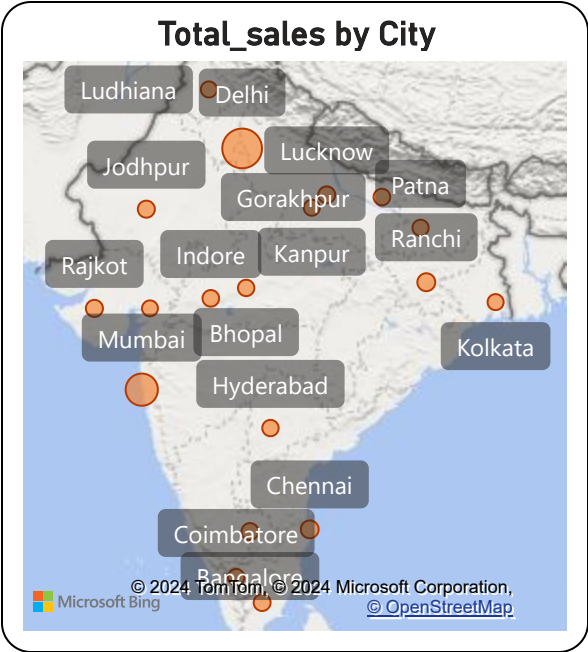 Total_sales by City
Ludhiana
Delhi
Lucknow
Jodhpur
Patna
Gorakhpur
Ranchi
Indore
Kanpur
Rajkot
Mumbai
Bhopal
Kolkata
Hyderabad
Chennai
Coimbatore
Bangalore
© 2024 TomTom, © 2024 Microsoft Corporation,
Microsoft Bing
© OpenStreetMap